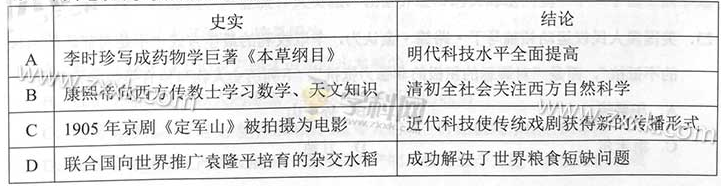 史实 结论
A 李时珍写成药物学巨著《本草纲目》 明代科技水平全面提高
B 康熙帝向西方传教士学习数学、天文知识 清初全社会关注西方自然科学
C 1905年京剧《定军山》被拍摄为电影 近代科技使传统戏剧获得新的传播形式
D 联合国向世界推广袁隆平培育的杂交水稻 成功解决了世界粮食短缺问题